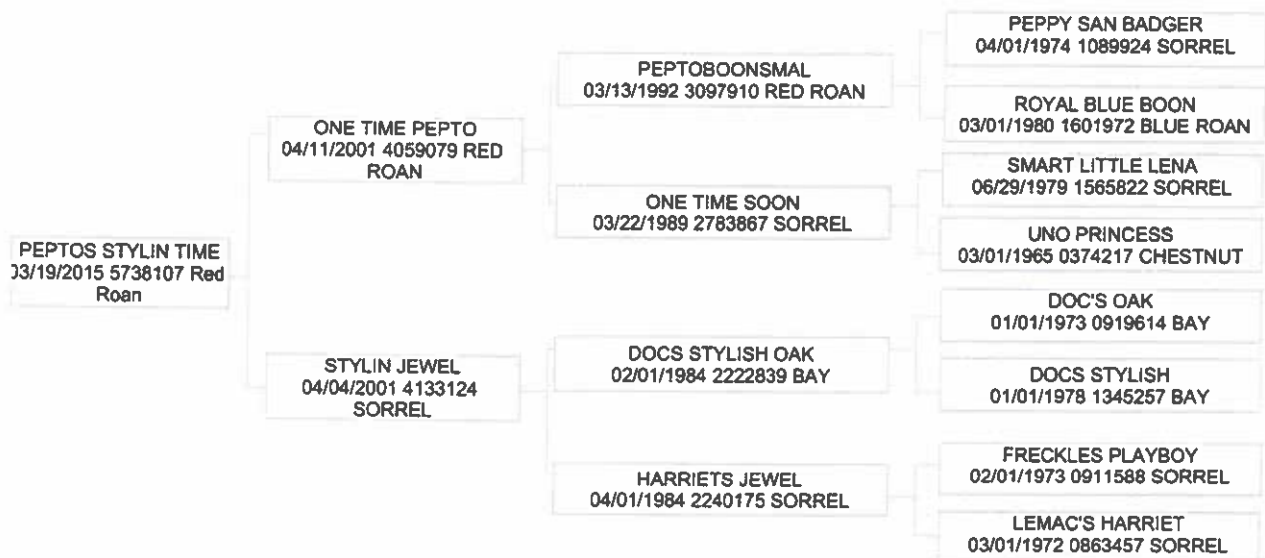 PEPPY SAN BADGER
04/01/1974 1089924 SORREL
PEPTOBOONSMAL
03/13/1992 3097910 RED ROAN
ROYAL BLUE BOON
03/01/1980 1601972 BLUE ROAN
ONE TIME PEPTO
04/11/2001 4059079 RED
ROAN
SMART LITTLE LENA
06/29/1979 1565822 SORREL
ONE TIME SOON
03/22/1989 2783867 SORREL
UNO PRINCESS
03/01/1965 0374217 CHESTNUT
PEPTOS STYLIN TIME
03/19/2015 5738107 Red
Roan
DOC'S OAK
01/01/1973 0919614 BAY
DOCS STYLISH OAK
02/01/1984 2222839 BAY
DOCS STYLISH
01/01/1978 1345257 BAY
STYLIN JEWEL
04/04/2001 4133124
SORREL
FRECKLES PLAYBOY
02/01/1973 0911588 SORREL
HARRIETS JEWEL
04/01/1984 2240175 SORREL
LEMAC'S HARRIET
03/01/1972 0863457 SORREL